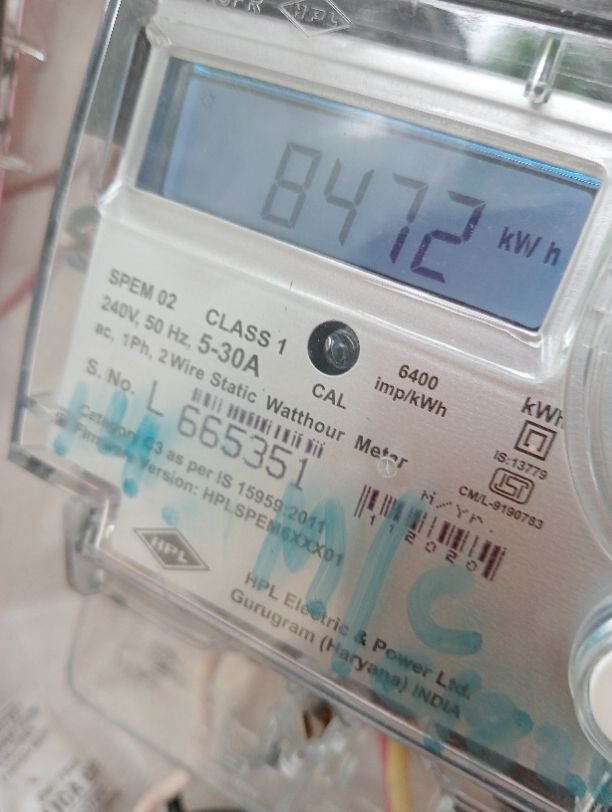 HPL
8472 kWh
SPEM 02 CLASS 1
240V, 50 Hz, 5-30A
ac, 1Ph, 2Wire Static Watthour Meter
CAL
6400
imp/kWh
kWh
IS:13779
CM/L-9190783
S. No. L 665351
Category C3 as per IS 15959:2011
Firmware Version: HPLSPEM6XXX01
112020
HPL
HPL Electric & Power Ltd.
Gurugram (Haryana) INDIA
M/C